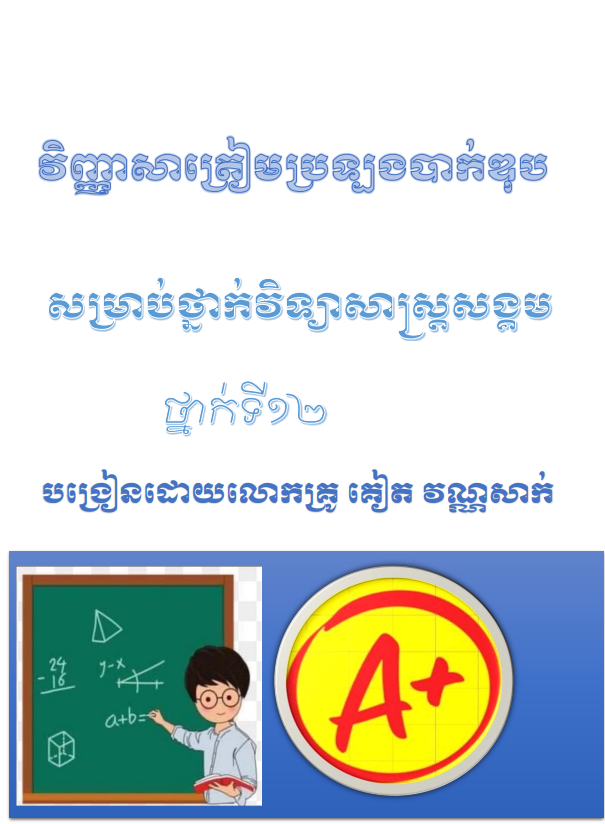 វិញ្ញាសាត្រៀមប្រឡងបាក់ឌុប
សម្រាប់ថ្នាក់វិទ្យាសាស្ត្រសង្គម
ថ្នាក់ទី១២
បង្រៀនដោយលោកគ្រូ គៀត វណ្ណសាក់
24
- 16
y-x
a+b=
A+